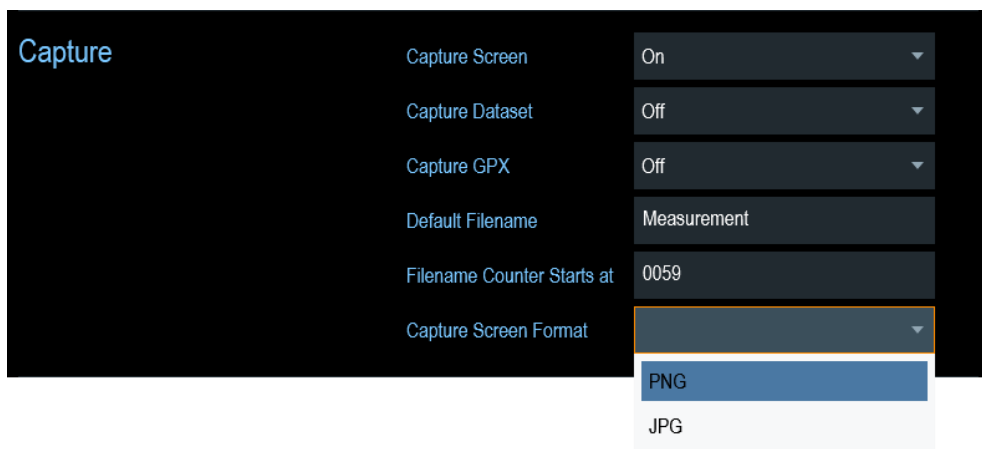 Capture
Capture Screen On
Capture Dataset Off
Capture GPX Off
Default Filename Measurement
Filename Counter Starts at 0059
Capture Screen Format
PNG
JPG